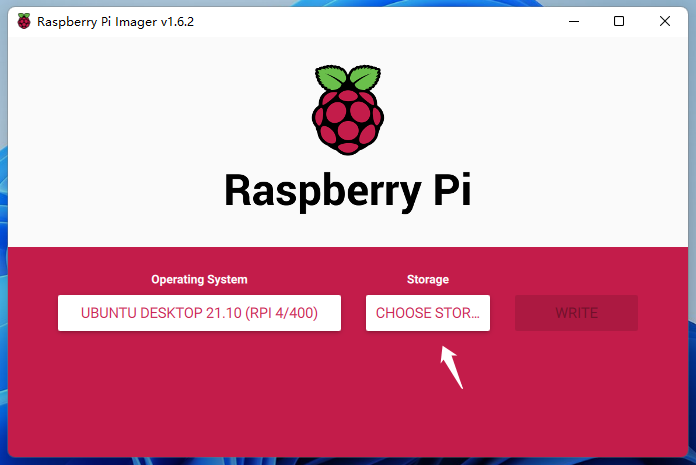 Raspberry Pi Imager v1.6.2
Raspberry Pi
Operating System
Storage
UBUNTU DESKTOP 21.10 (RPI 4/400)
CHOOSE STOR...
WRITE